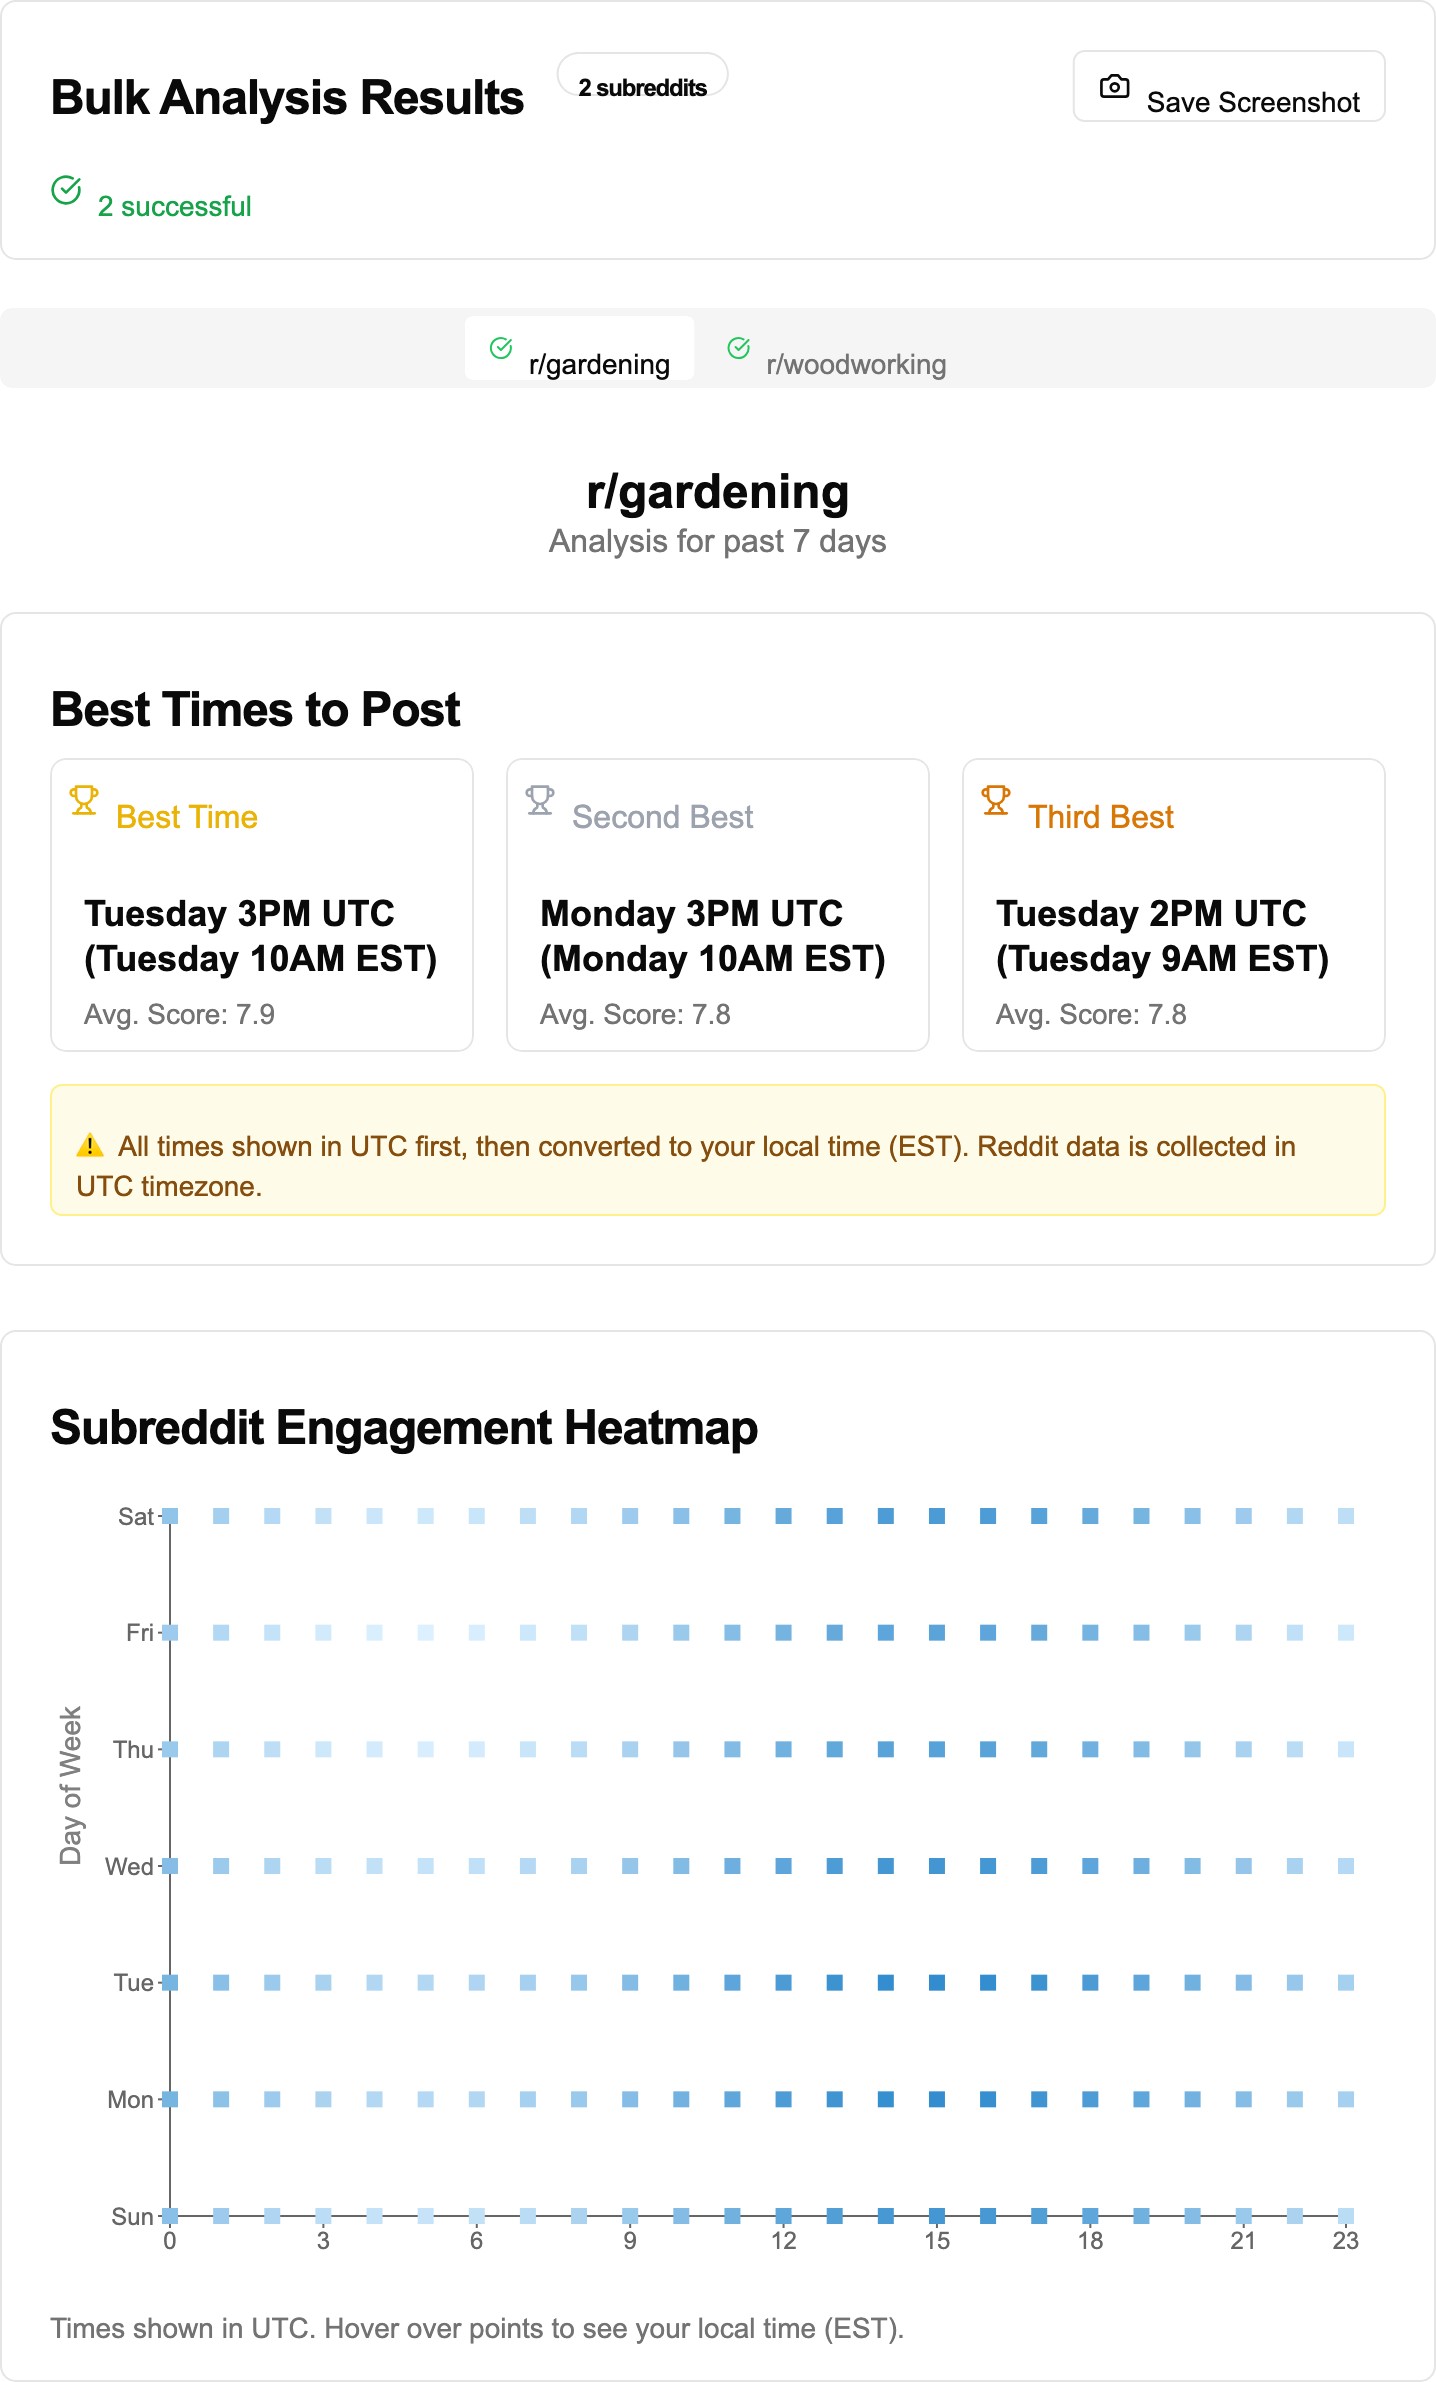 Bulk Analysis Results
2 subreddits
Save Screenshot
2 successful
r/gardening
r/woodworking
r/gardening
Analysis for past 7 days
Best Times to Post
Best Time
Tuesday 3PM UTC
(Tuesday 10AM EST)
Avg. Score: 7.9
Second Best
Monday 3PM UTC
(Monday 10AM EST)
Avg. Score: 7.8
Third Best
Tuesday 2PM UTC
(Tuesday 9AM EST)
Avg. Score: 7.8
⚠️ All times shown in UTC first, then converted to your local time (EST). Reddit data is collected in
UTC timezone.
Subreddit Engagement Heatmap
Day of Week
Sat
Fri
Thu
Wed
Tue
Mon
Sun
0 3 6 9 12 15 18 21 23
Times shown in UTC. Hover over points to see your local time (EST).